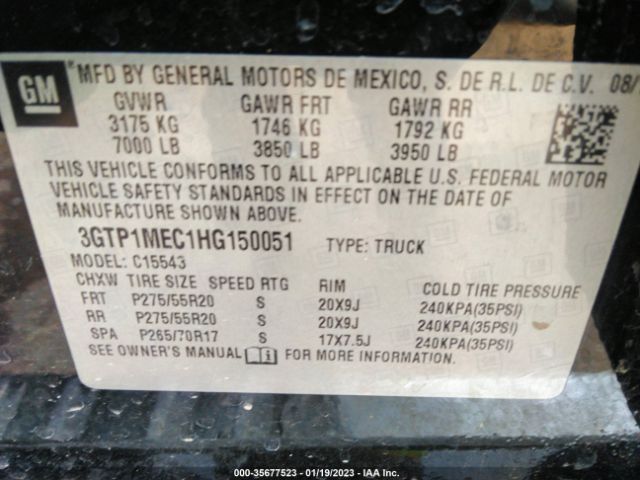 GM
® MFD BY GENERAL MOTORS DE MEXICO, S. DE R.L. DE C.V. 08/
GVWR GAWR FRT GAWR RR
3175 KG 1746 KG 1792 KG
7000 LB 3850 LB 3950 LB
THIS VEHICLE CONFORMS TO ALL APPLICABLE U.S. FEDERAL MOTOR
VEHICLE SAFETY STANDARDS IN EFFECT ON THE DATE OF
MANUFACTURE SHOWN ABOVE.
3GTP1MEC1HG150051 TYPE: TRUCK
MODEL: C15543
CHXW TIRE SIZE SPEED RTG RIM COLD TIRE PRESSURE
FRT P275/55R20 S 20X9J 240KPA(35PSI)
RR P275/55R20 S 20X9J 240KPA(35PSI)
SPA P265/70R17 S 17X7.5J 240KPA(35PSI)
SEE OWNER'S MANUAL FOR MORE INFORMATION.
000-35677523 - 01/19/2023 - IAA Inc.